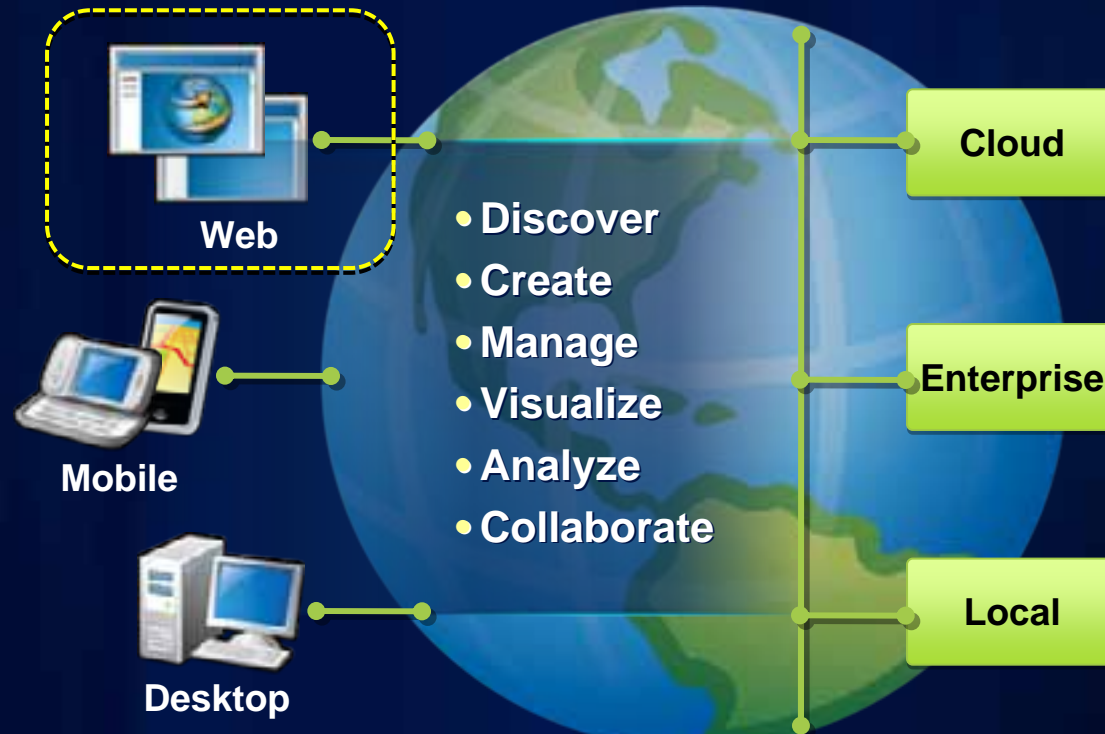 Web
Mobile
Desktop
• Discover
• Create
• Manage
• Visualize
• Analyze
• Collaborate
Cloud
Enterprise
Local